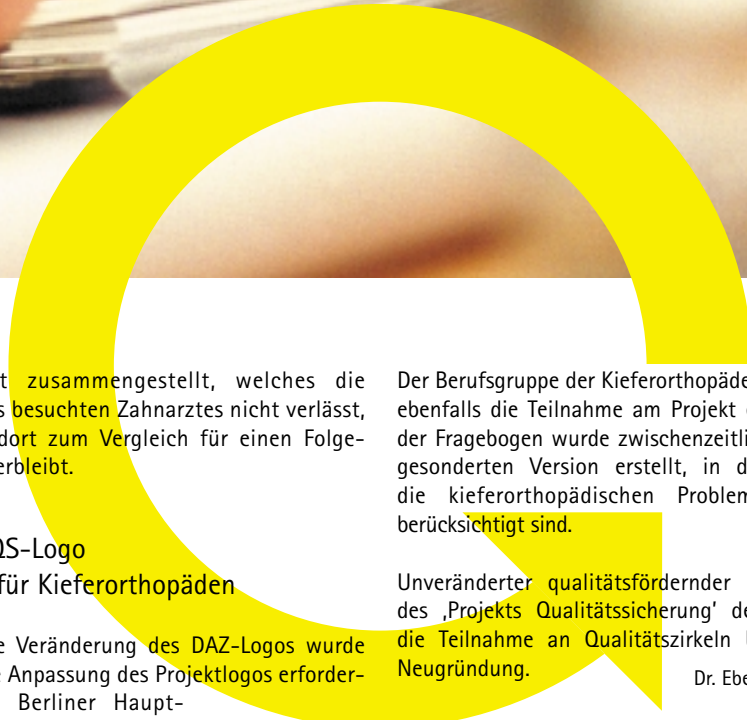 t zusammengestellt, welches die
s besuchten Zahnarztes nicht verlässt,
dort zum Vergleich für einen Folge-
erbleibt.
QS-Logo
für Kieferorthopäden
e Veränderung des DAZ-Logos wurde
e Anpassung des Projektlogos erforder-
Berliner Haupt-
Der Berufsgruppe der Kieferorthopäde
ebenfalls die Teilnahme am Projekt
der Fragebogen wurde zwischenzeitli
gesonderten Version erstellt, in d
die kieferorthopädischen Problem
berücksichtigt sind.
Unveränderter qualitätsfördernder
des ‚Projekts Qualitätssicherung' de
die Teilnahme an Qualitätszirkeln
Neugründung.
Dr. Ebe